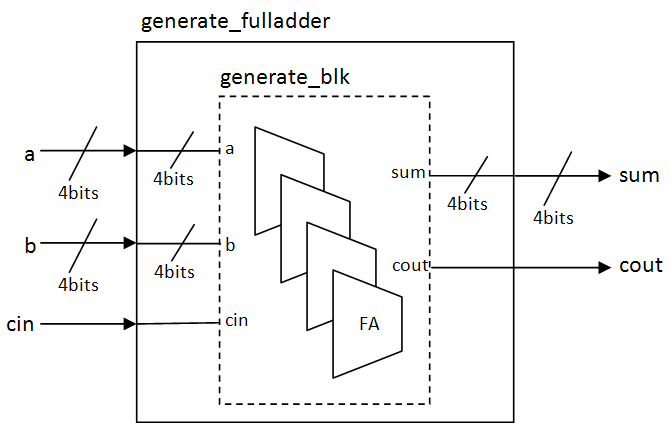 generate_fulladder
generate_blk
a
4bits
4bits
a
sum
4bits
4bits
sum
b
4bits
4bits
b
cout
cout
cin
cin
FA